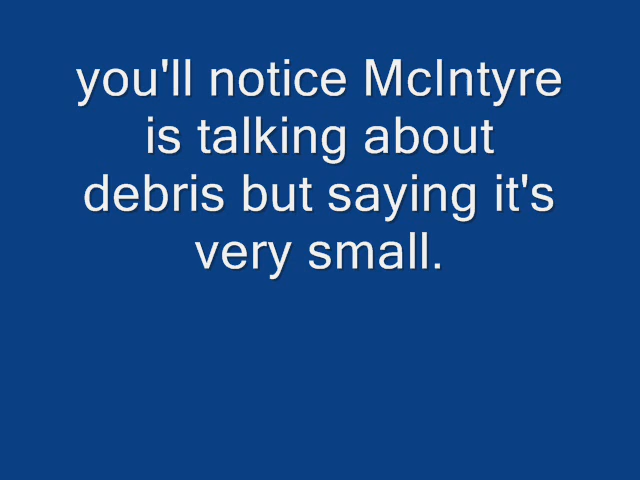 you'll notice McIntyre
is talking about
debris but saying it's
very small.